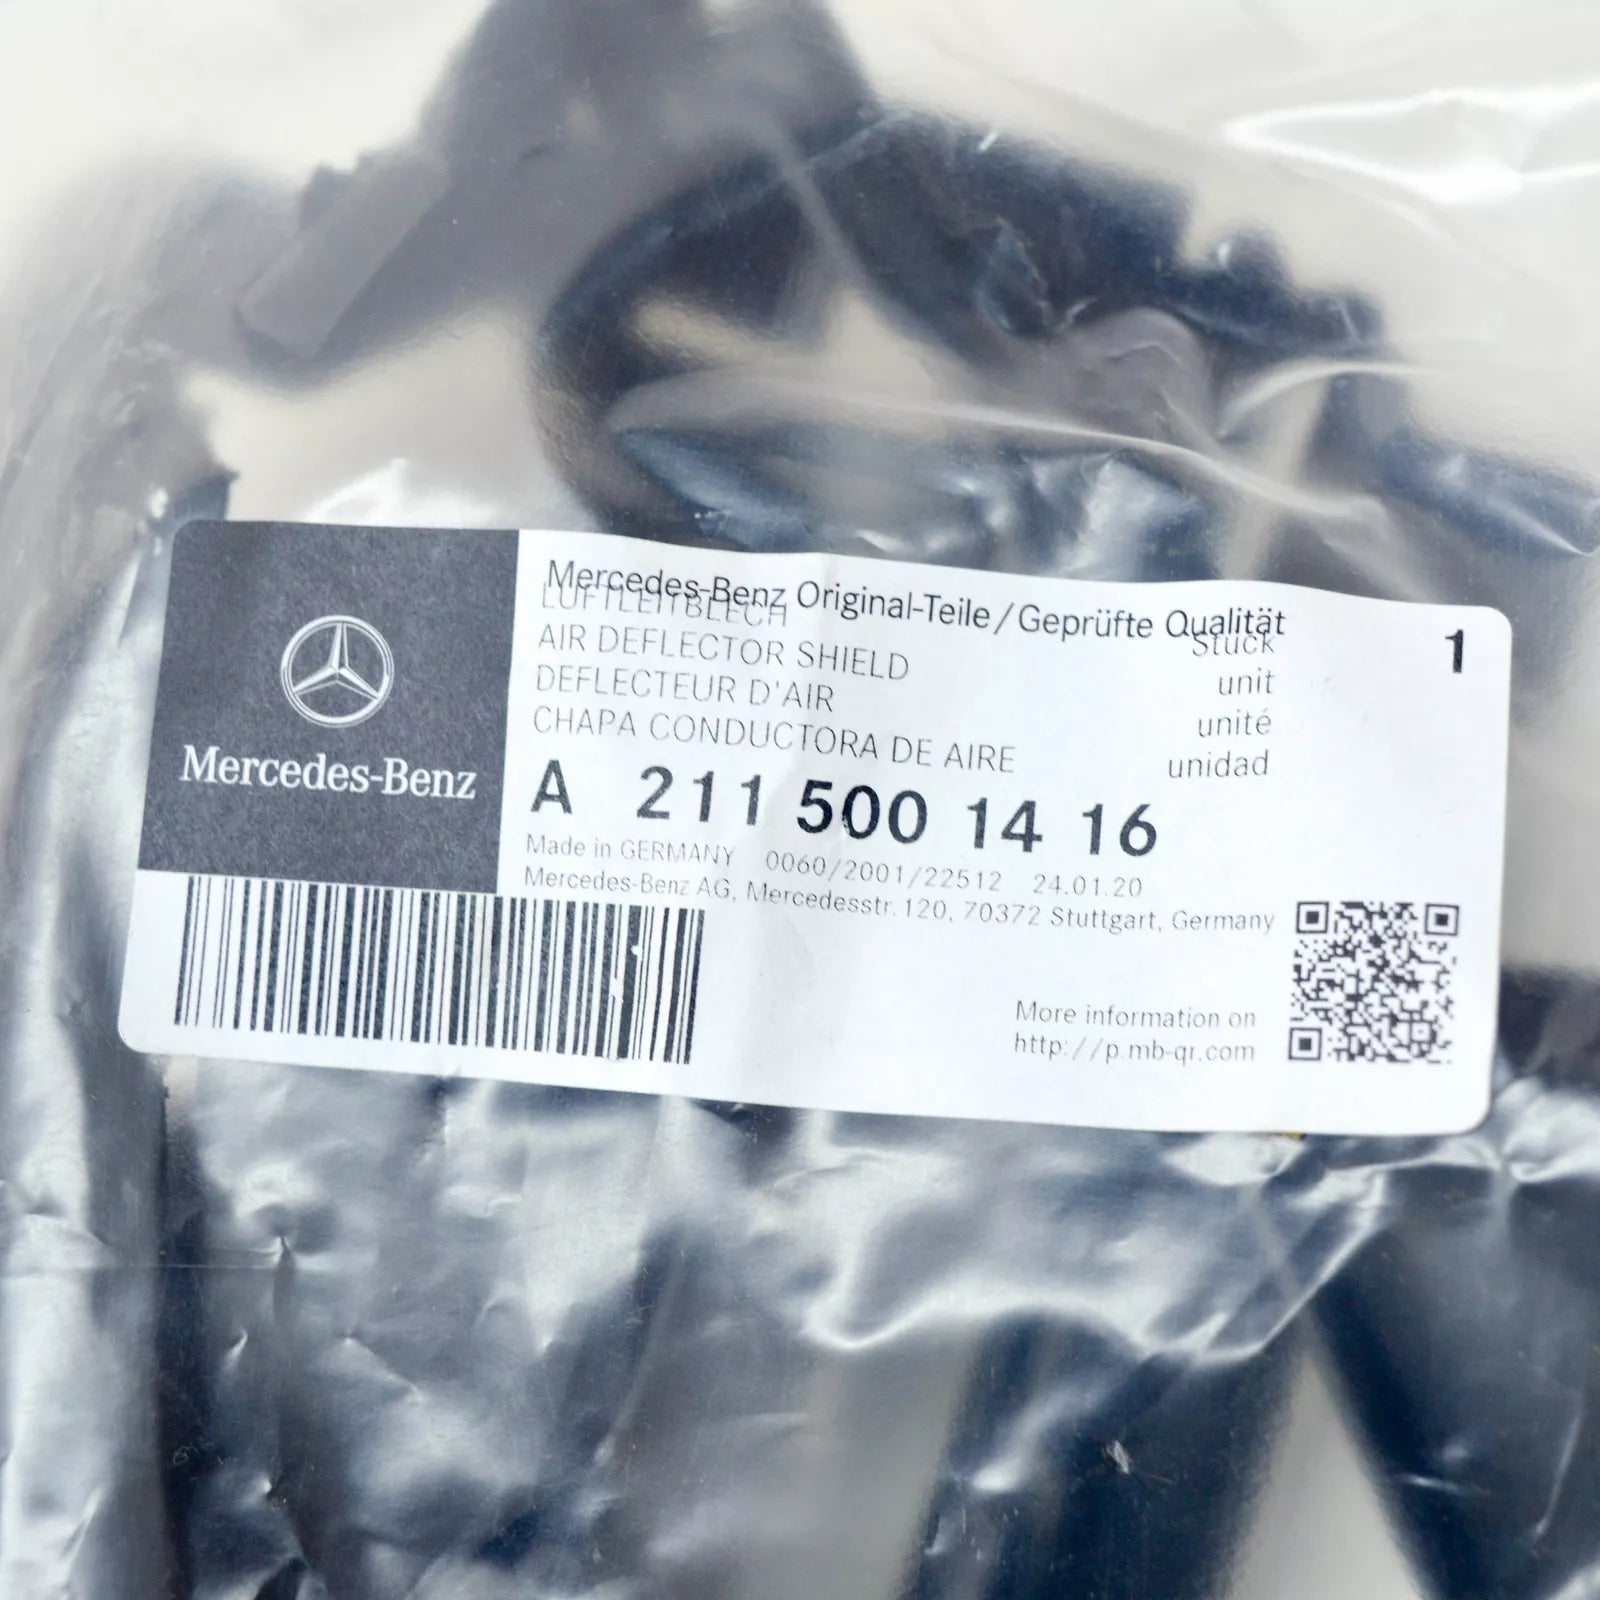 Mercedes-Benz
Mercedes-Benz Original-Teile / Geprüfte Qualität
LUFTLEITBLECH Stück 1
AIR DEFLECTOR SHIELD unit
DEFLECTEUR D'AIR unité
CHAPA CONDUCTORA DE AIRE unidad
A 211 500 14 16
Made in GERMANY 0060/2001/22512 24.01.20
Mercedes-Benz AG, Mercedesstr. 120, 70372 Stuttgart, Germany
More information on
http://p.mb-qr.com